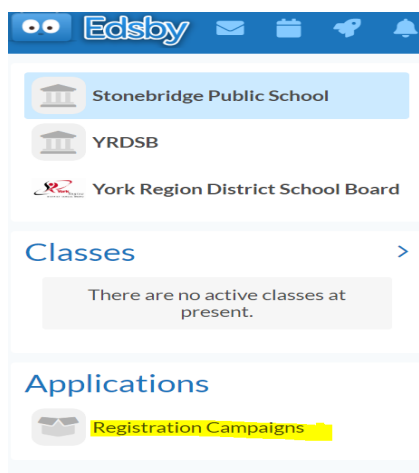 Edsby
Stonebridge Public School
YRDSB
York Region District School Board
Classes >
There are no active classes at
present.
Applications
Registration Campaigns